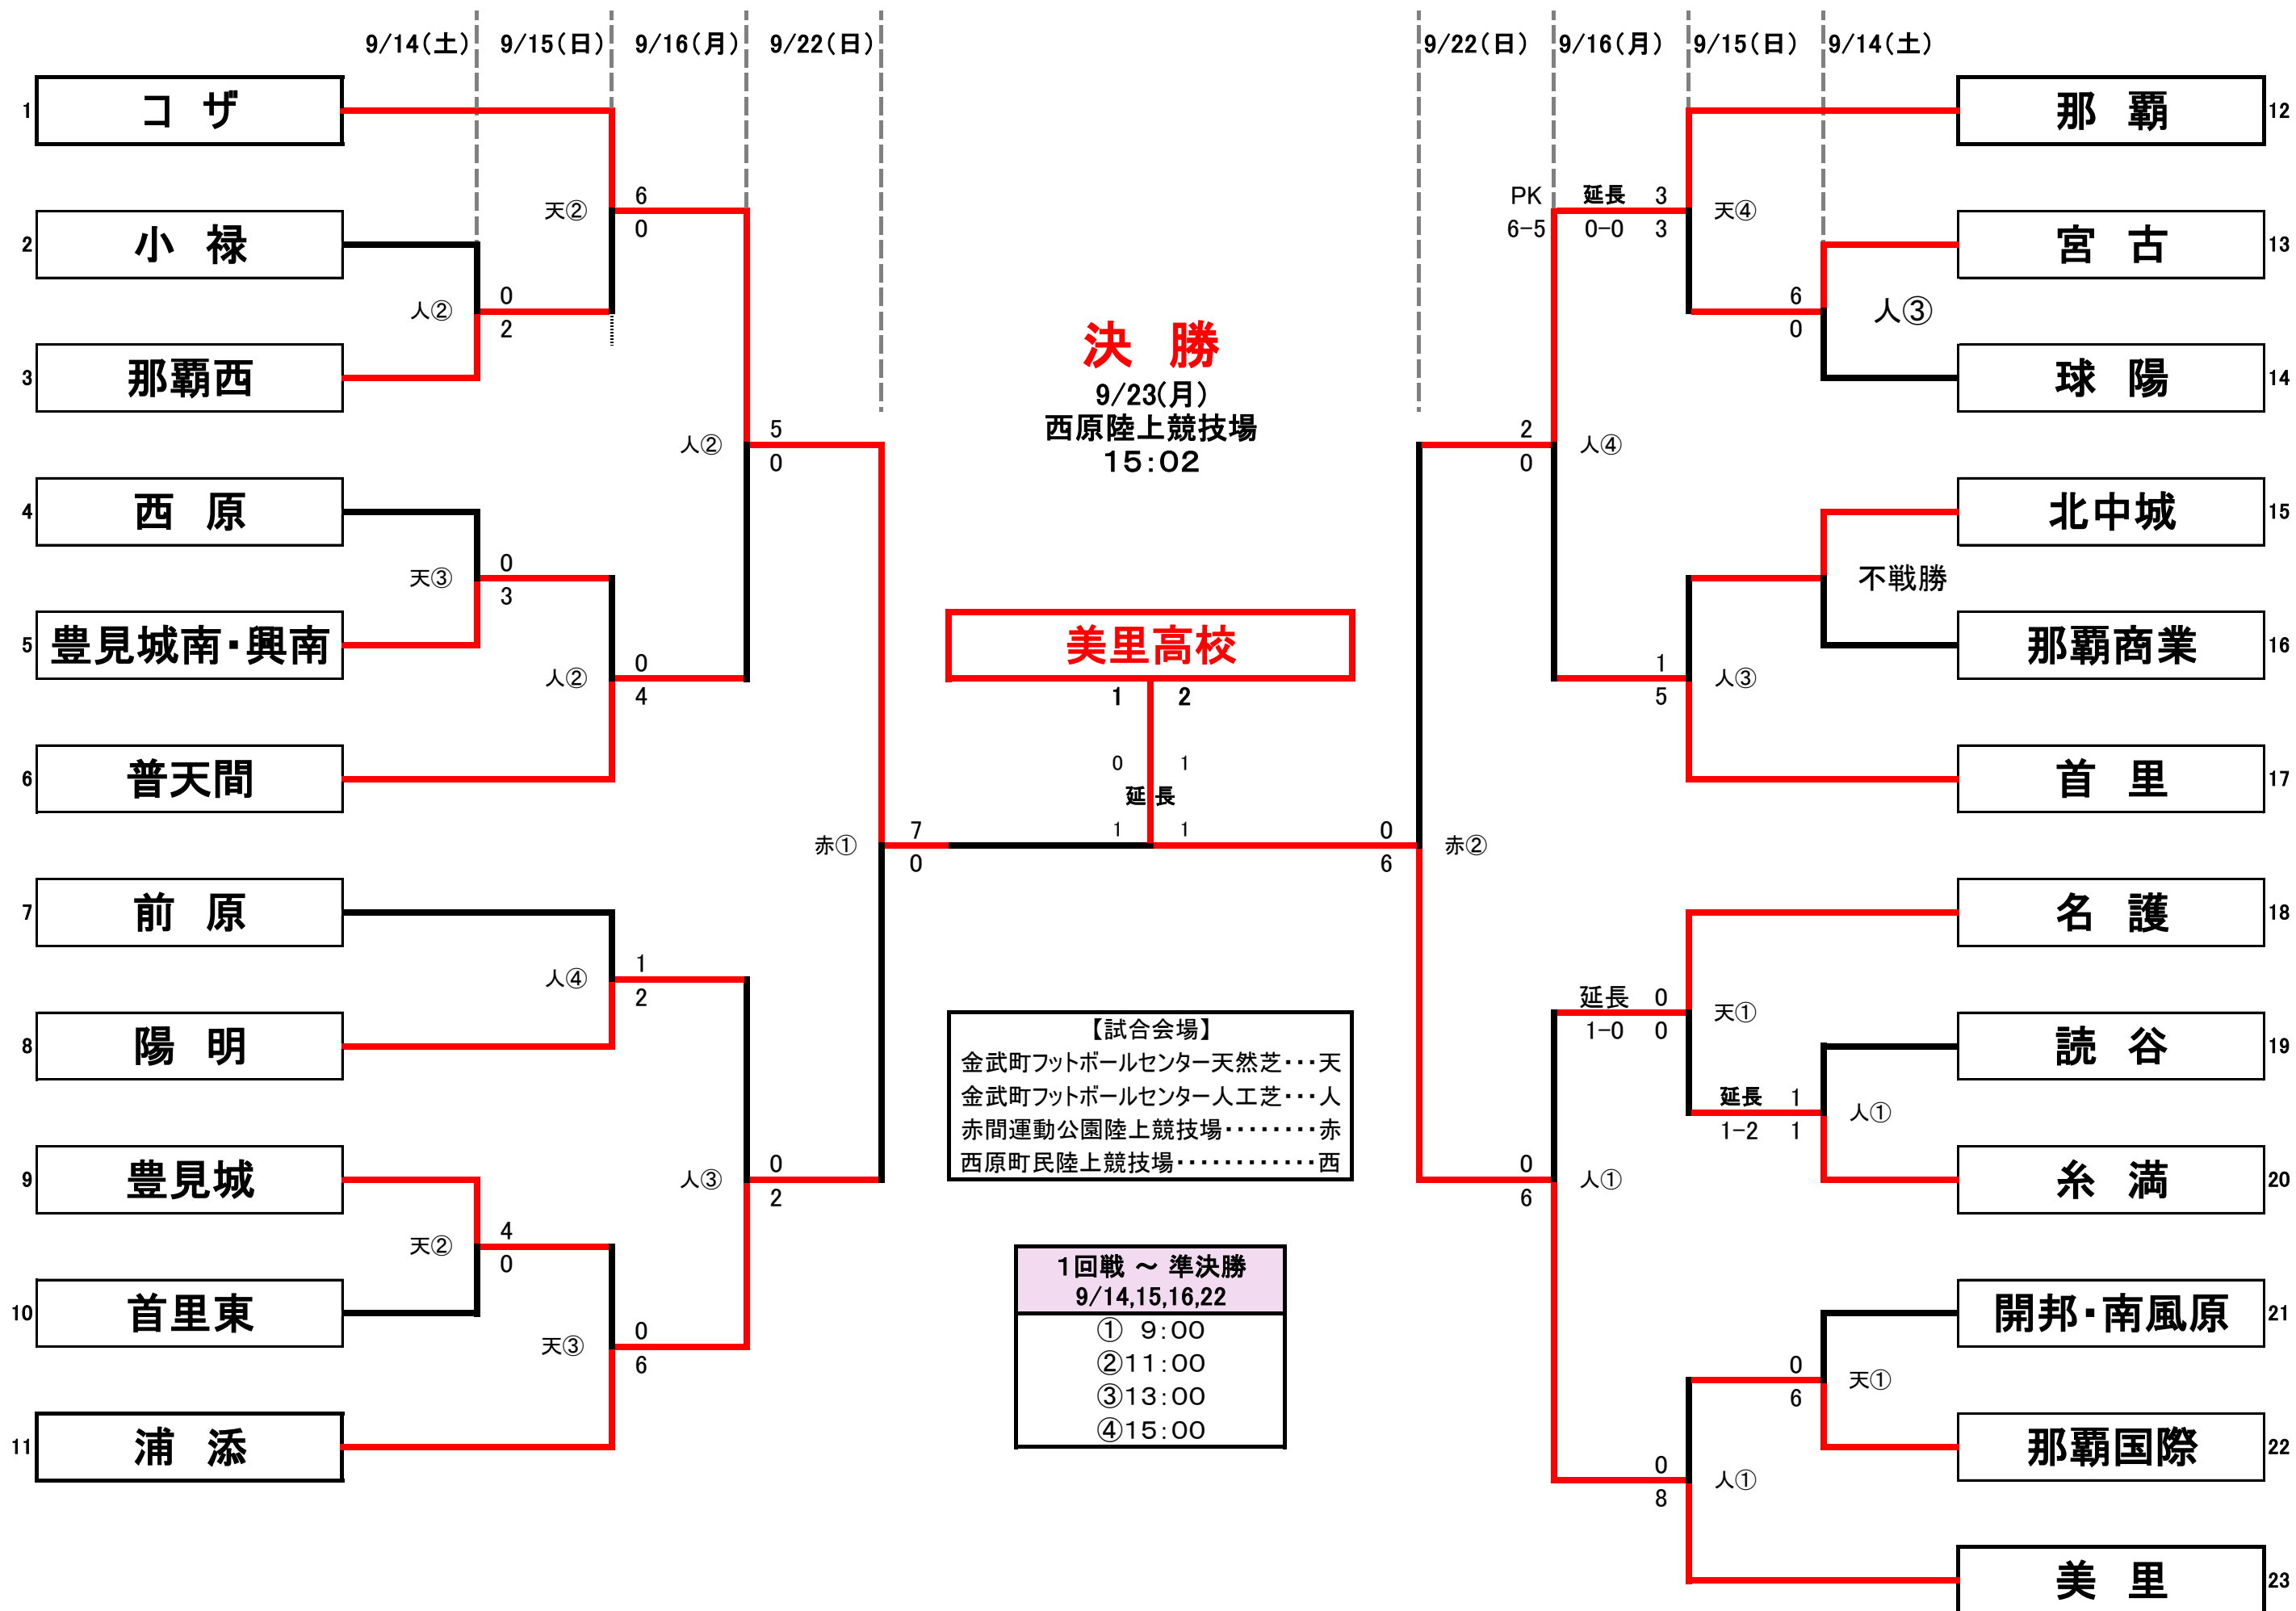 9/14(土) 9/15(日) 9/16(月) 9/22(日)
9/22(日) 9/16(月) 9/15(日) 9/14(土)
1 コ ザ
2 小 禄
3 那覇西
4 西 原
5 豊見城南・興南
6 普天間
7 前 原
8 陽 明
9 豊見城
10 首里東
11 浦 添
人②
0
2
天③
0
3
天②
4
0
天②
6
0
人②
0
4
人④
1
2
天③
0
6
人②
5
0
人③
0
2
赤①
7
0
決 勝
9/23(月)
西原陸上競技場
15:02
美里高校
1 2
0 1
延 長
1 1
【試合会場】
金武町フットボールセンター天然芝・・・天
金武町フットボールセンター人工芝・・・人
赤間運動公園陸上競技場・・・・・・・・赤
西原町民陸上競技場・・・・・・・・・・・・西
1回戦 ～ 準決勝
9/14,15,16,22
① 9:00
②11:00
③13:00
④15:00
0
6
赤②
2
0
人④
0
6
人①
PK 延長 3
6-5 0-0 3
天④
1
5
人③
延長 0
1-0 0
天①
0
8
人①
6
0
人③
不戦勝
延長 1
1-2 1
人①
0
6
天①
那 覇 12
宮 古 13
球 陽 14
北中城 15
那覇商業 16
首 里 17
名 護 18
読 谷 19
糸 満 20
開邦・南風原 21
那覇国際 22
美 里 23